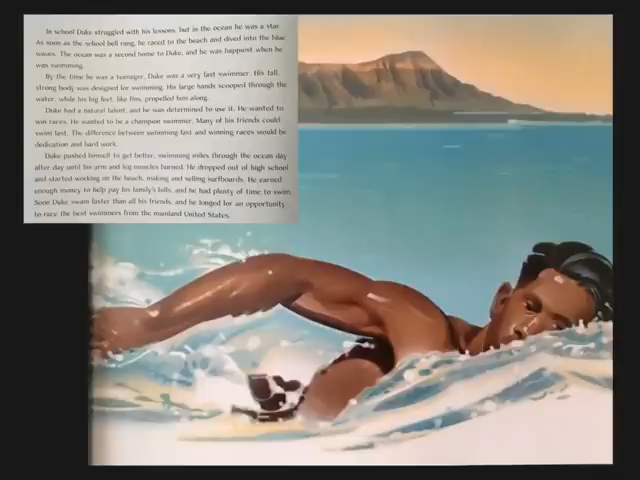 In school Duke struggled with his lessons, but in the ocean he was a star.
As soon as the school bell rang, he raced to the beach and dived into the blue
waves. The ocean was a second home to Duke, and he was happiest when he
was swimming.
By the time he was a teenager, Duke was a very fast swimmer. His tall,
strong body was designed for swimming. His large hands scooped through the
water, while his big feet, like fins, propelled him along.
Duke had a natural talent, and he was determined to use it. He wanted to
win races. He wanted to be a champion swimmer. Many of his friends could
swim fast. The difference between swimming fast and winning races would be
dedication and hard work.
Duke pushed himself to get better, swimming miles through the ocean day
after day until his arm and leg muscles burned. He dropped out of high school
and started working on the beach, making and selling surfboards. He earned
enough money to help pay his family's bills, and he had plenty of time to swim.
Soon Duke swam faster than all his friends, and he longed for an opportunity
to race the best swimmers from the mainland United States.